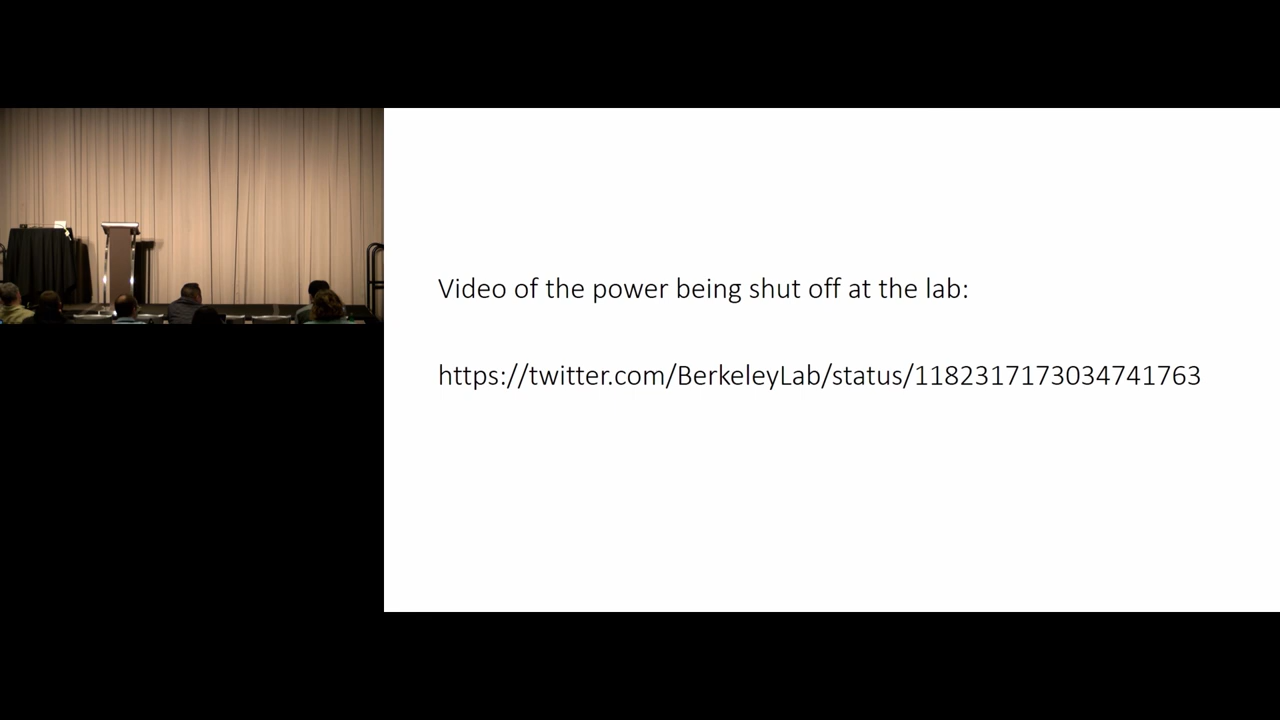 Video of the power being shut off at the lab:
https://twitter.com/BerkeleyLab/status/1182317173034741763